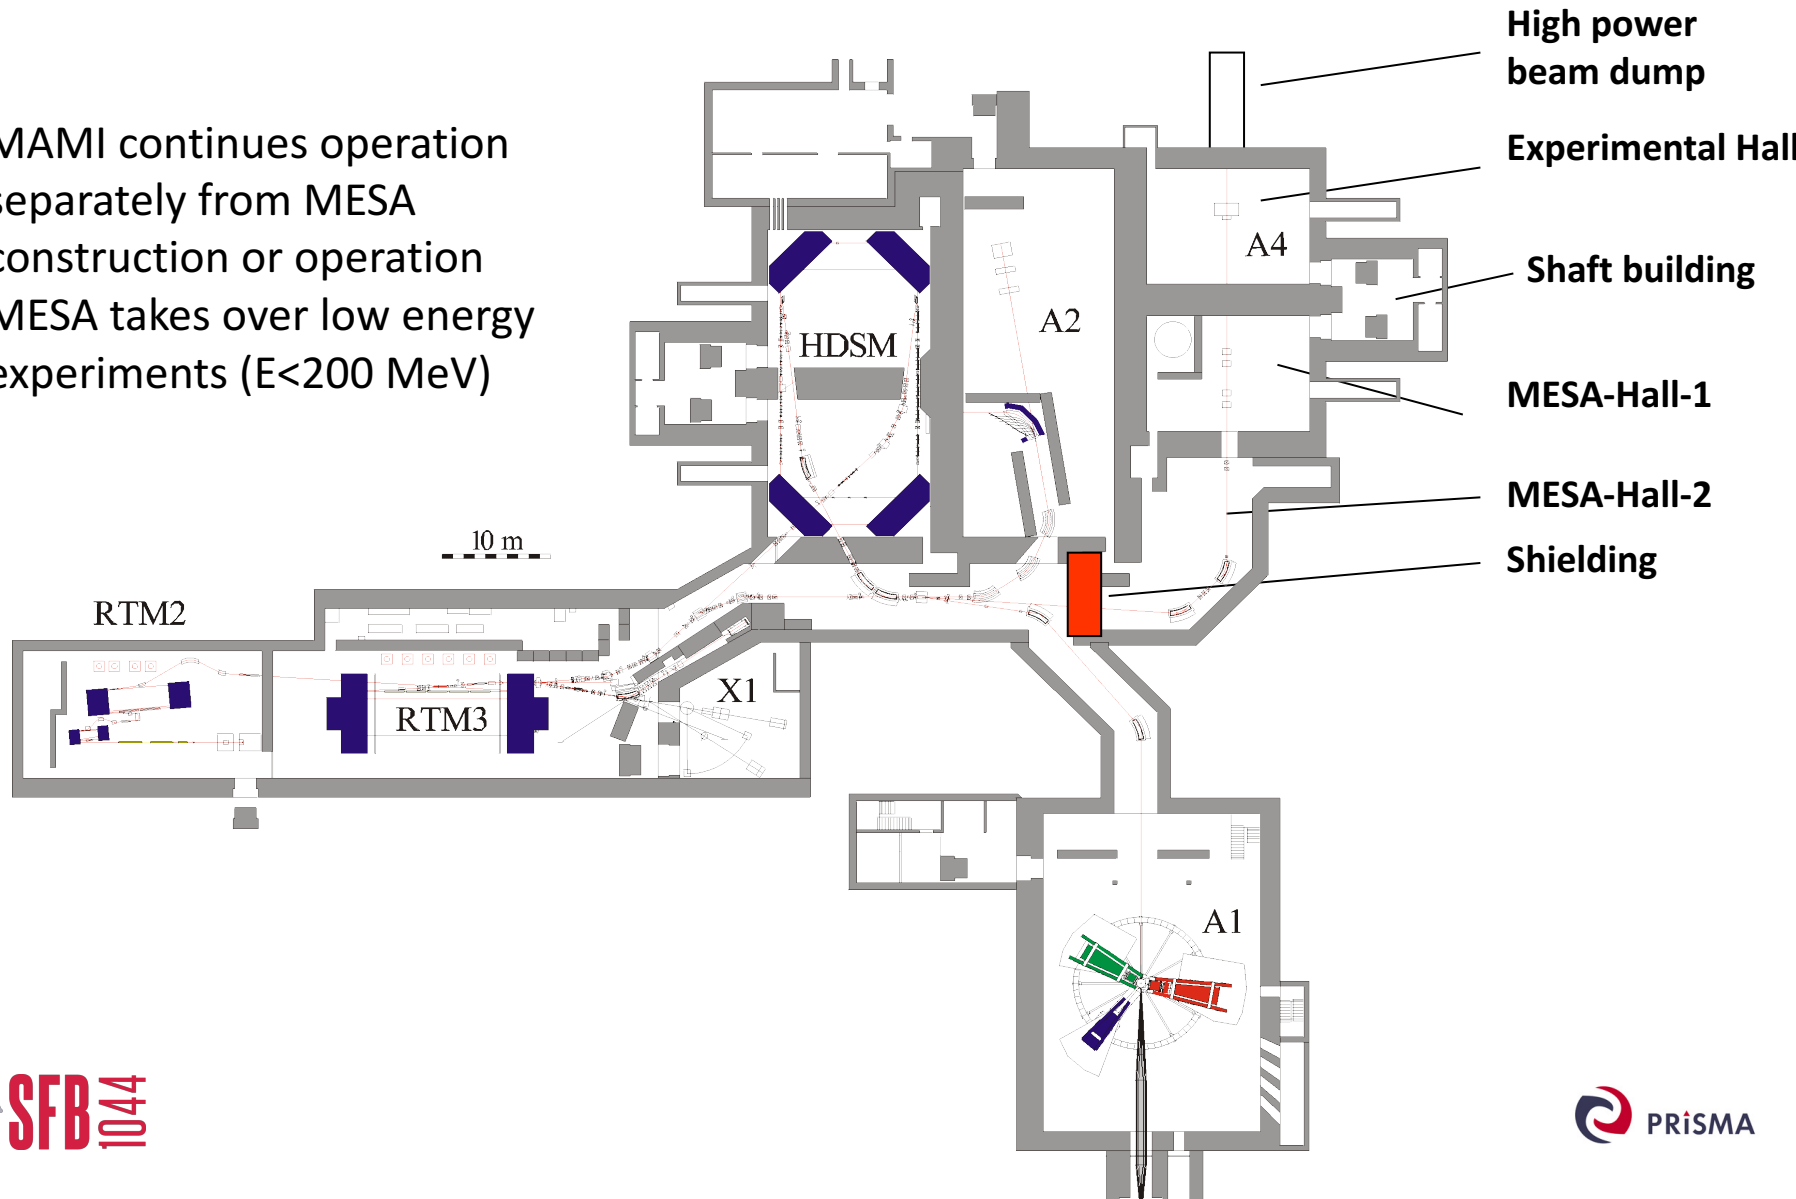 MAMI continues operation
separately from MESA
construction or operation
MESA takes over low energy
experiments (E<200 MeV)
High power
beam dump
Experimental Hall
Shaft building
MESA-Hall-1
MESA-Hall-2
Shielding
A4
A2
HDSM
10 m
RTM2
RTM3
X1
A1
SFB
1044
PRiSMA